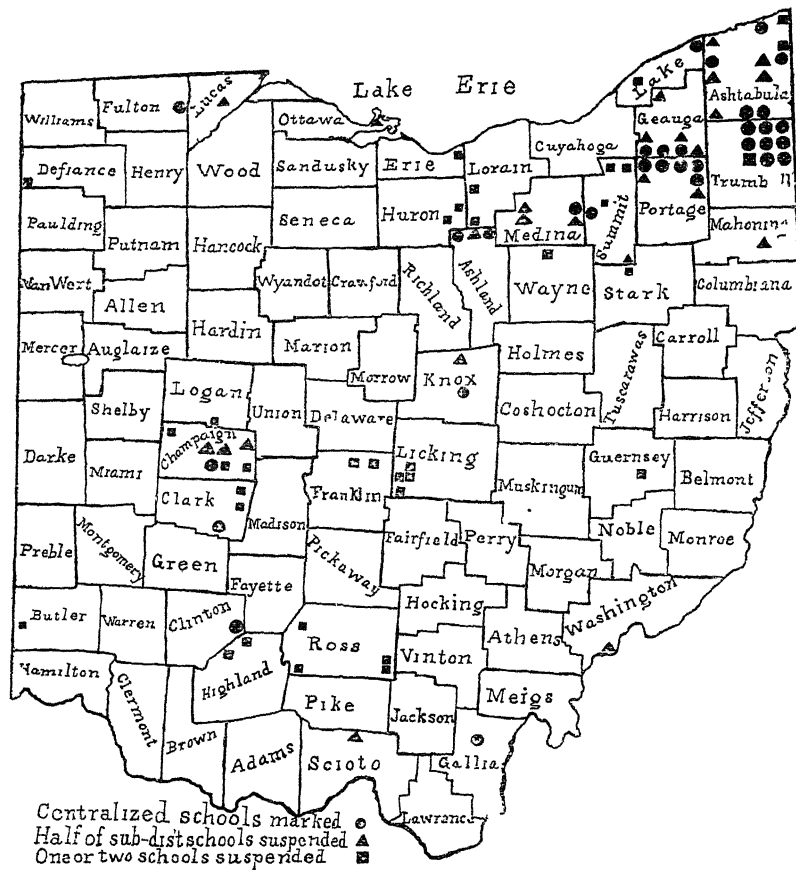 Lake Erie
Lake
Ashtabula
Lucas
Fulton
Williams
Ottawa
Geauga
Cuyahoga
Defiance
Henry
Wood
Sandusky
Erie
Lorain
Trumb ll
Paulding
Putnam
Hancock
Seneca
Huron
Medina
Summit
Portage
Mahoning
VanWert
Allen
Wyandot
Crawford
Richland
Ashland
Wayne
Stark
Columbiana
Mercer
Auglaize
Hardin
Marion
Morrow
Knox
Holmes
Tuscarawas
Carroll
Jefferson
Logan
Shelby
Union
Delaware
Coshocton
Harrison
Darke
Miami
Champaign
Licking
Muskingum
Guernsey
Belmont
Clark
Madison
Franklin
Noble
Monroe
Preble
Montgomery
Green
Fayette
Pickaway
Fairfield
Perry
Morgan
Washington
Butler
Warren
Clinton
Ross
Hocking
Athens
Vinton
Hamilton
Clermont
Highland
Pike
Jackson
Meigs
Brown
Adams
Scioto
Gallia
Lawrence
Centralized schools marked
Half of sub-dist schools suspended
One or two schools suspended